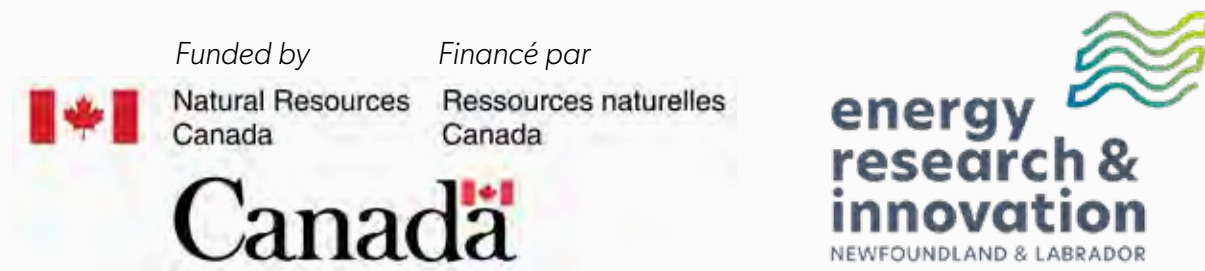 Funded by
Financé par
Natural Resources
Canada
Ressources naturelles
Canada
Canada
energy
research &
innovation
NEWFOUNDLAND & LABRADOR